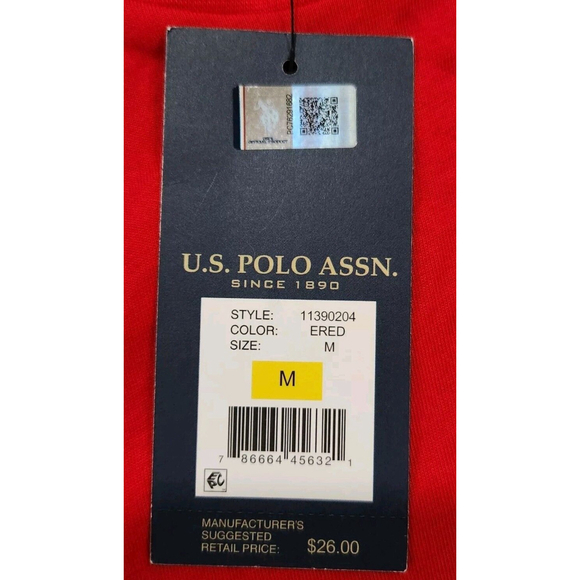 PC76291682
U.S. POLO ASSN.
SINCE 1890
STYLE: 11390204
COLOR: ERED
SIZE: M
M
7 86664 45632 1
MANUFACTURER'S
SUGGESTED
RETAIL PRICE: $26.00